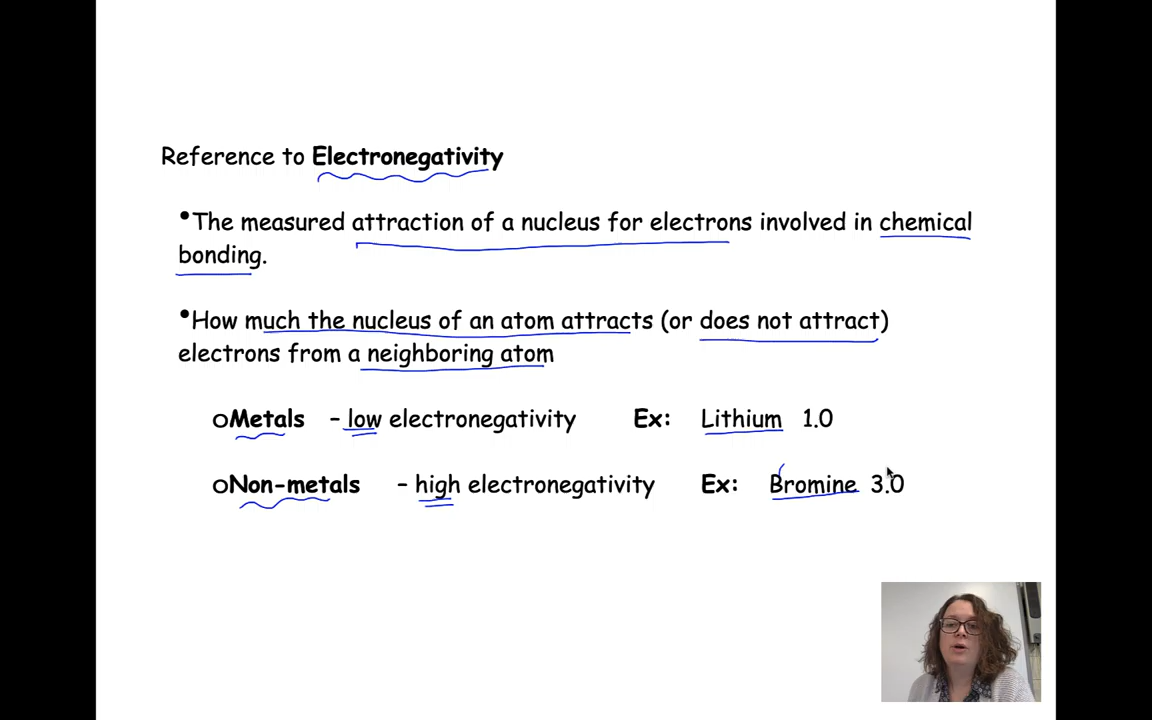 Reference to Electronegativity
•The measured attraction of a nucleus for electrons involved in chemical
bonding.
•How much the nucleus of an atom attracts (or does not attract)
electrons from a neighboring atom
oMetals – low electronegativity Ex: Lithium 1.0
oNon-metals – high electronegativity Ex: Bromine 3.0